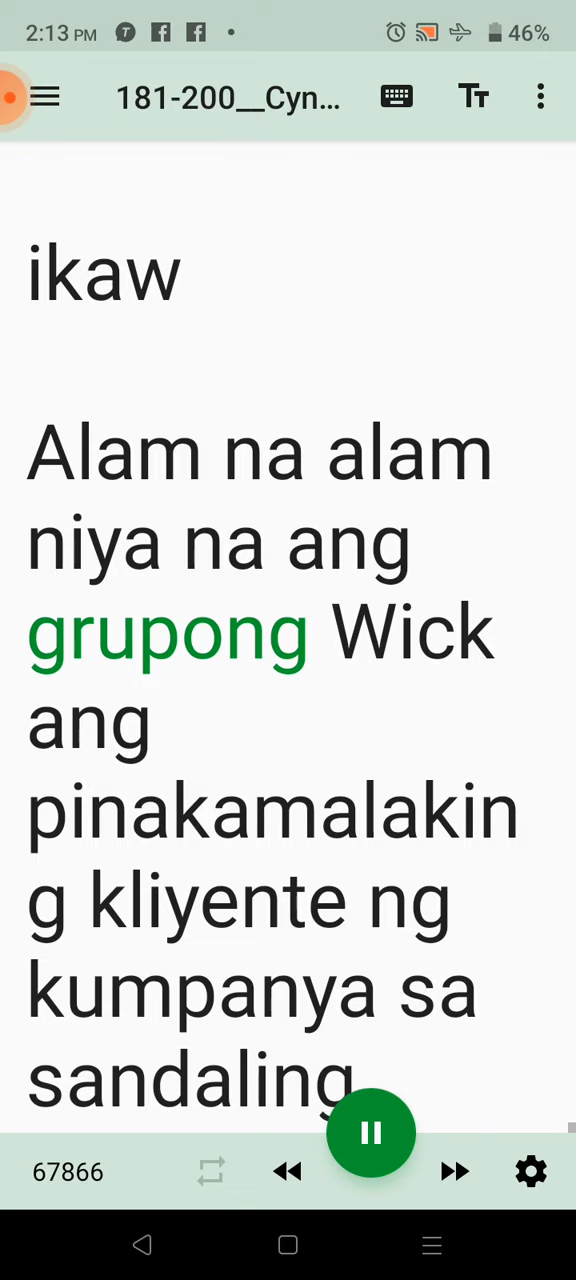 2:13 PM
46%
181-200__Cyn...
Tт
ikaw
Alam na alam
niya na ang
grupong Wick
ang
pinakamalakin
g kliyente ng
kumpanya sa
sandaling
67866